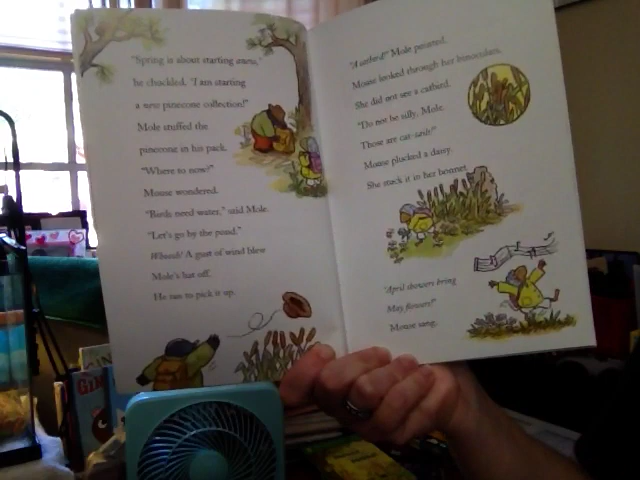 "Spring is about starting anew,"
he chuckled. "I am starting
a new pinecone collection!"
Mole stuffed the
pinecone in his pack.
"Where to now?"
Mouse wondered.
"Birds need water," said Mole.
"Let's go by the pond."
Whoosh! A gust of wind blew
Mole's hat off.
He ran to pick it up.
"A catbird!" Mole pointed.
Mouse looked through her binoculars.
She did not see a catbird.
"Do not be silly, Mole.
Those are cat-tails!"
Mouse plucked a daisy.
She stuck it in her bonnet.
"April showers bring
May flowers!"
Mouse sang.